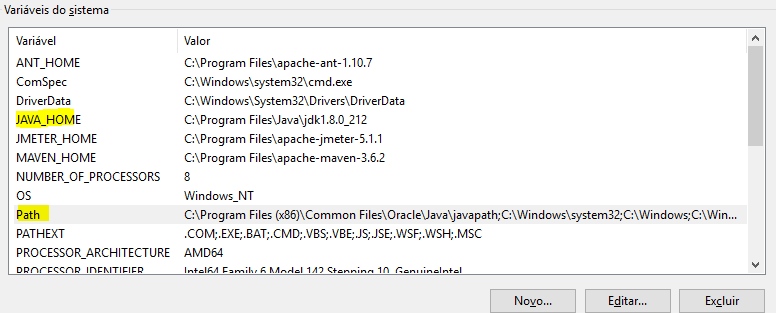 Variáveis do sistema
Variável Valor
ANT_HOME C:\Program Files\apache-ant-1.10.7
ComSpec C:\Windows\system32\cmd.exe
DriverData C:\Windows\System32\Drivers\DriverData
JAVA_HOME C:\Program Files\Java\jdk1.8.0_212
JMETER_HOME C:\Program Files\apache-jmeter-5.1.1
MAVEN_HOME C:\Program Files\apache-maven-3.6.2
NUMBER_OF_PROCESSORS 8
OS Windows_NT
Path C:\Program Files (x86)\Common Files\Oracle\Java\javapath;C:\Windows\system32;C:\Windows;C:\Win...
PATHEXT .COM;.EXE;.BAT;.CMD;.VBS;.VBE;.JS;.JSE;.WSF;.WSH;.MSC
PROCESSOR_ARCHITECTURE AMD64
PROCESSOR_IDENTIFIER Intel64 Family 6 Model 142 Stepping 10, GenuineIntel
Novo... Editar... Excluir